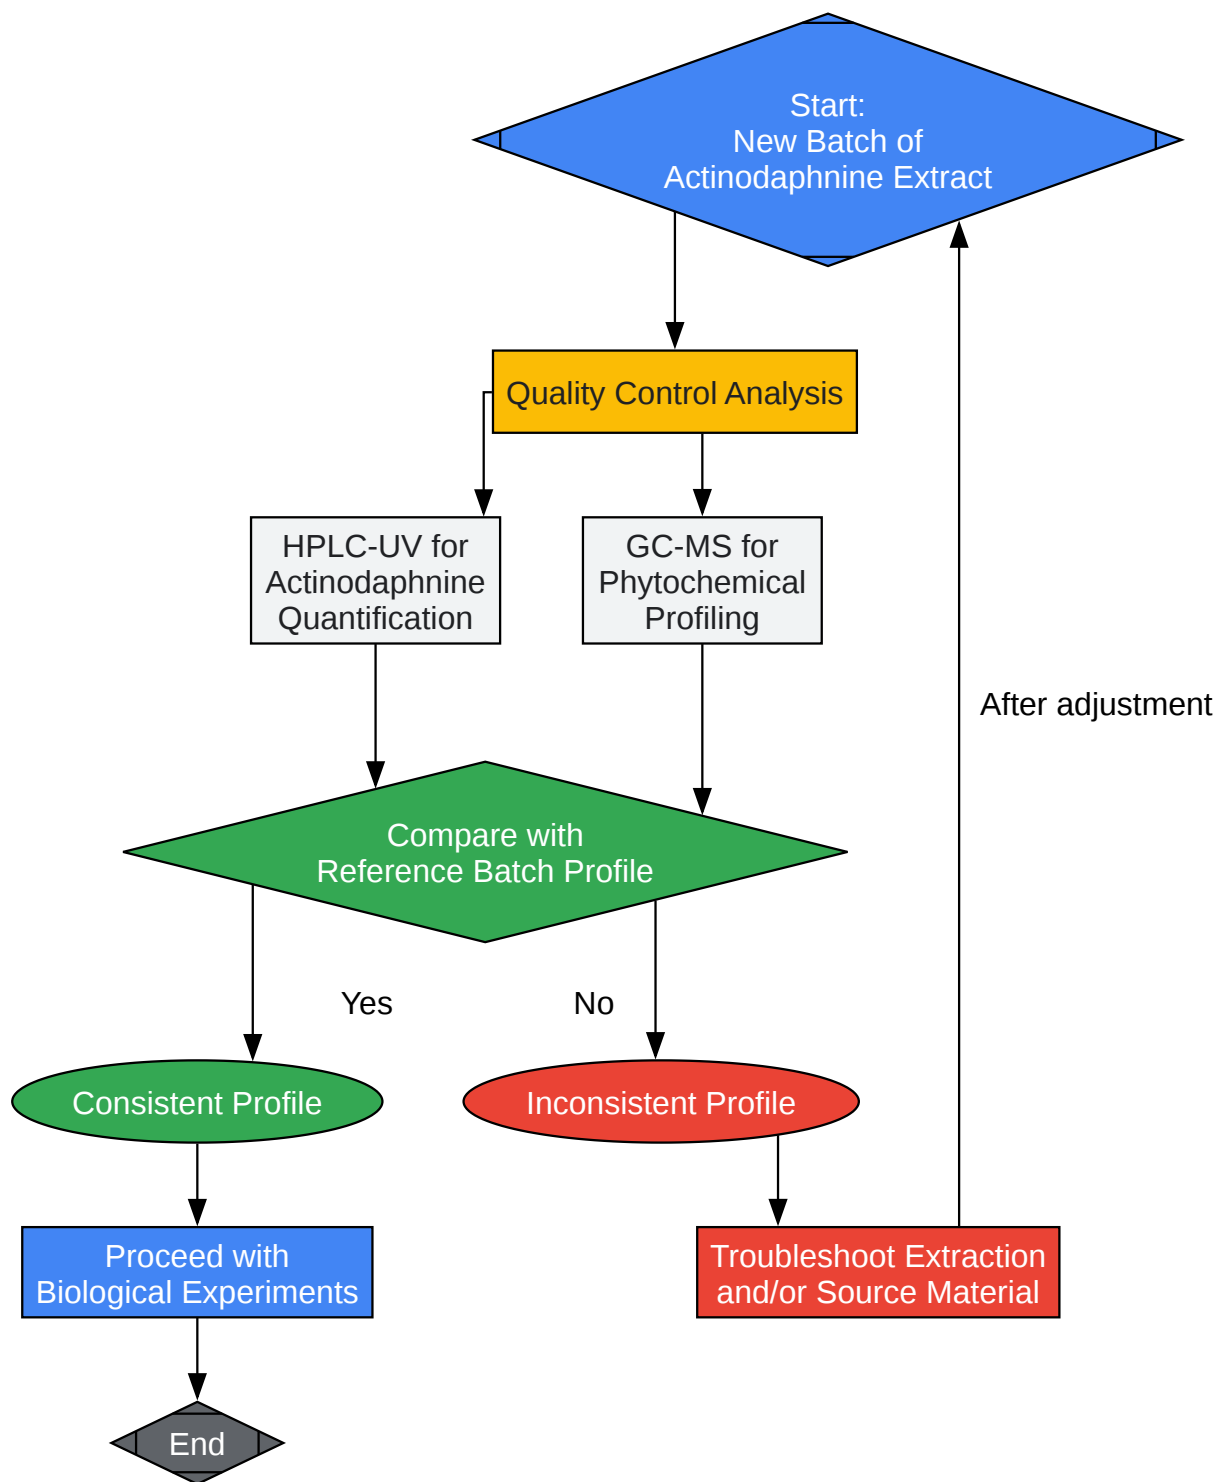 Start:
New Batch of
Actinodaphnine Extract
Quality Control Analysis
HPLC-UV for
Actinodaphnine
Quantification
GC-MS for
Phytochemical
Profiling
After adjustment
Compare with
Reference Batch Profile
Yes
No
Consistent Profile
Inconsistent Profile
Proceed with
Biological Experiments
Troubleshoot Extraction
and/or Source Material
End